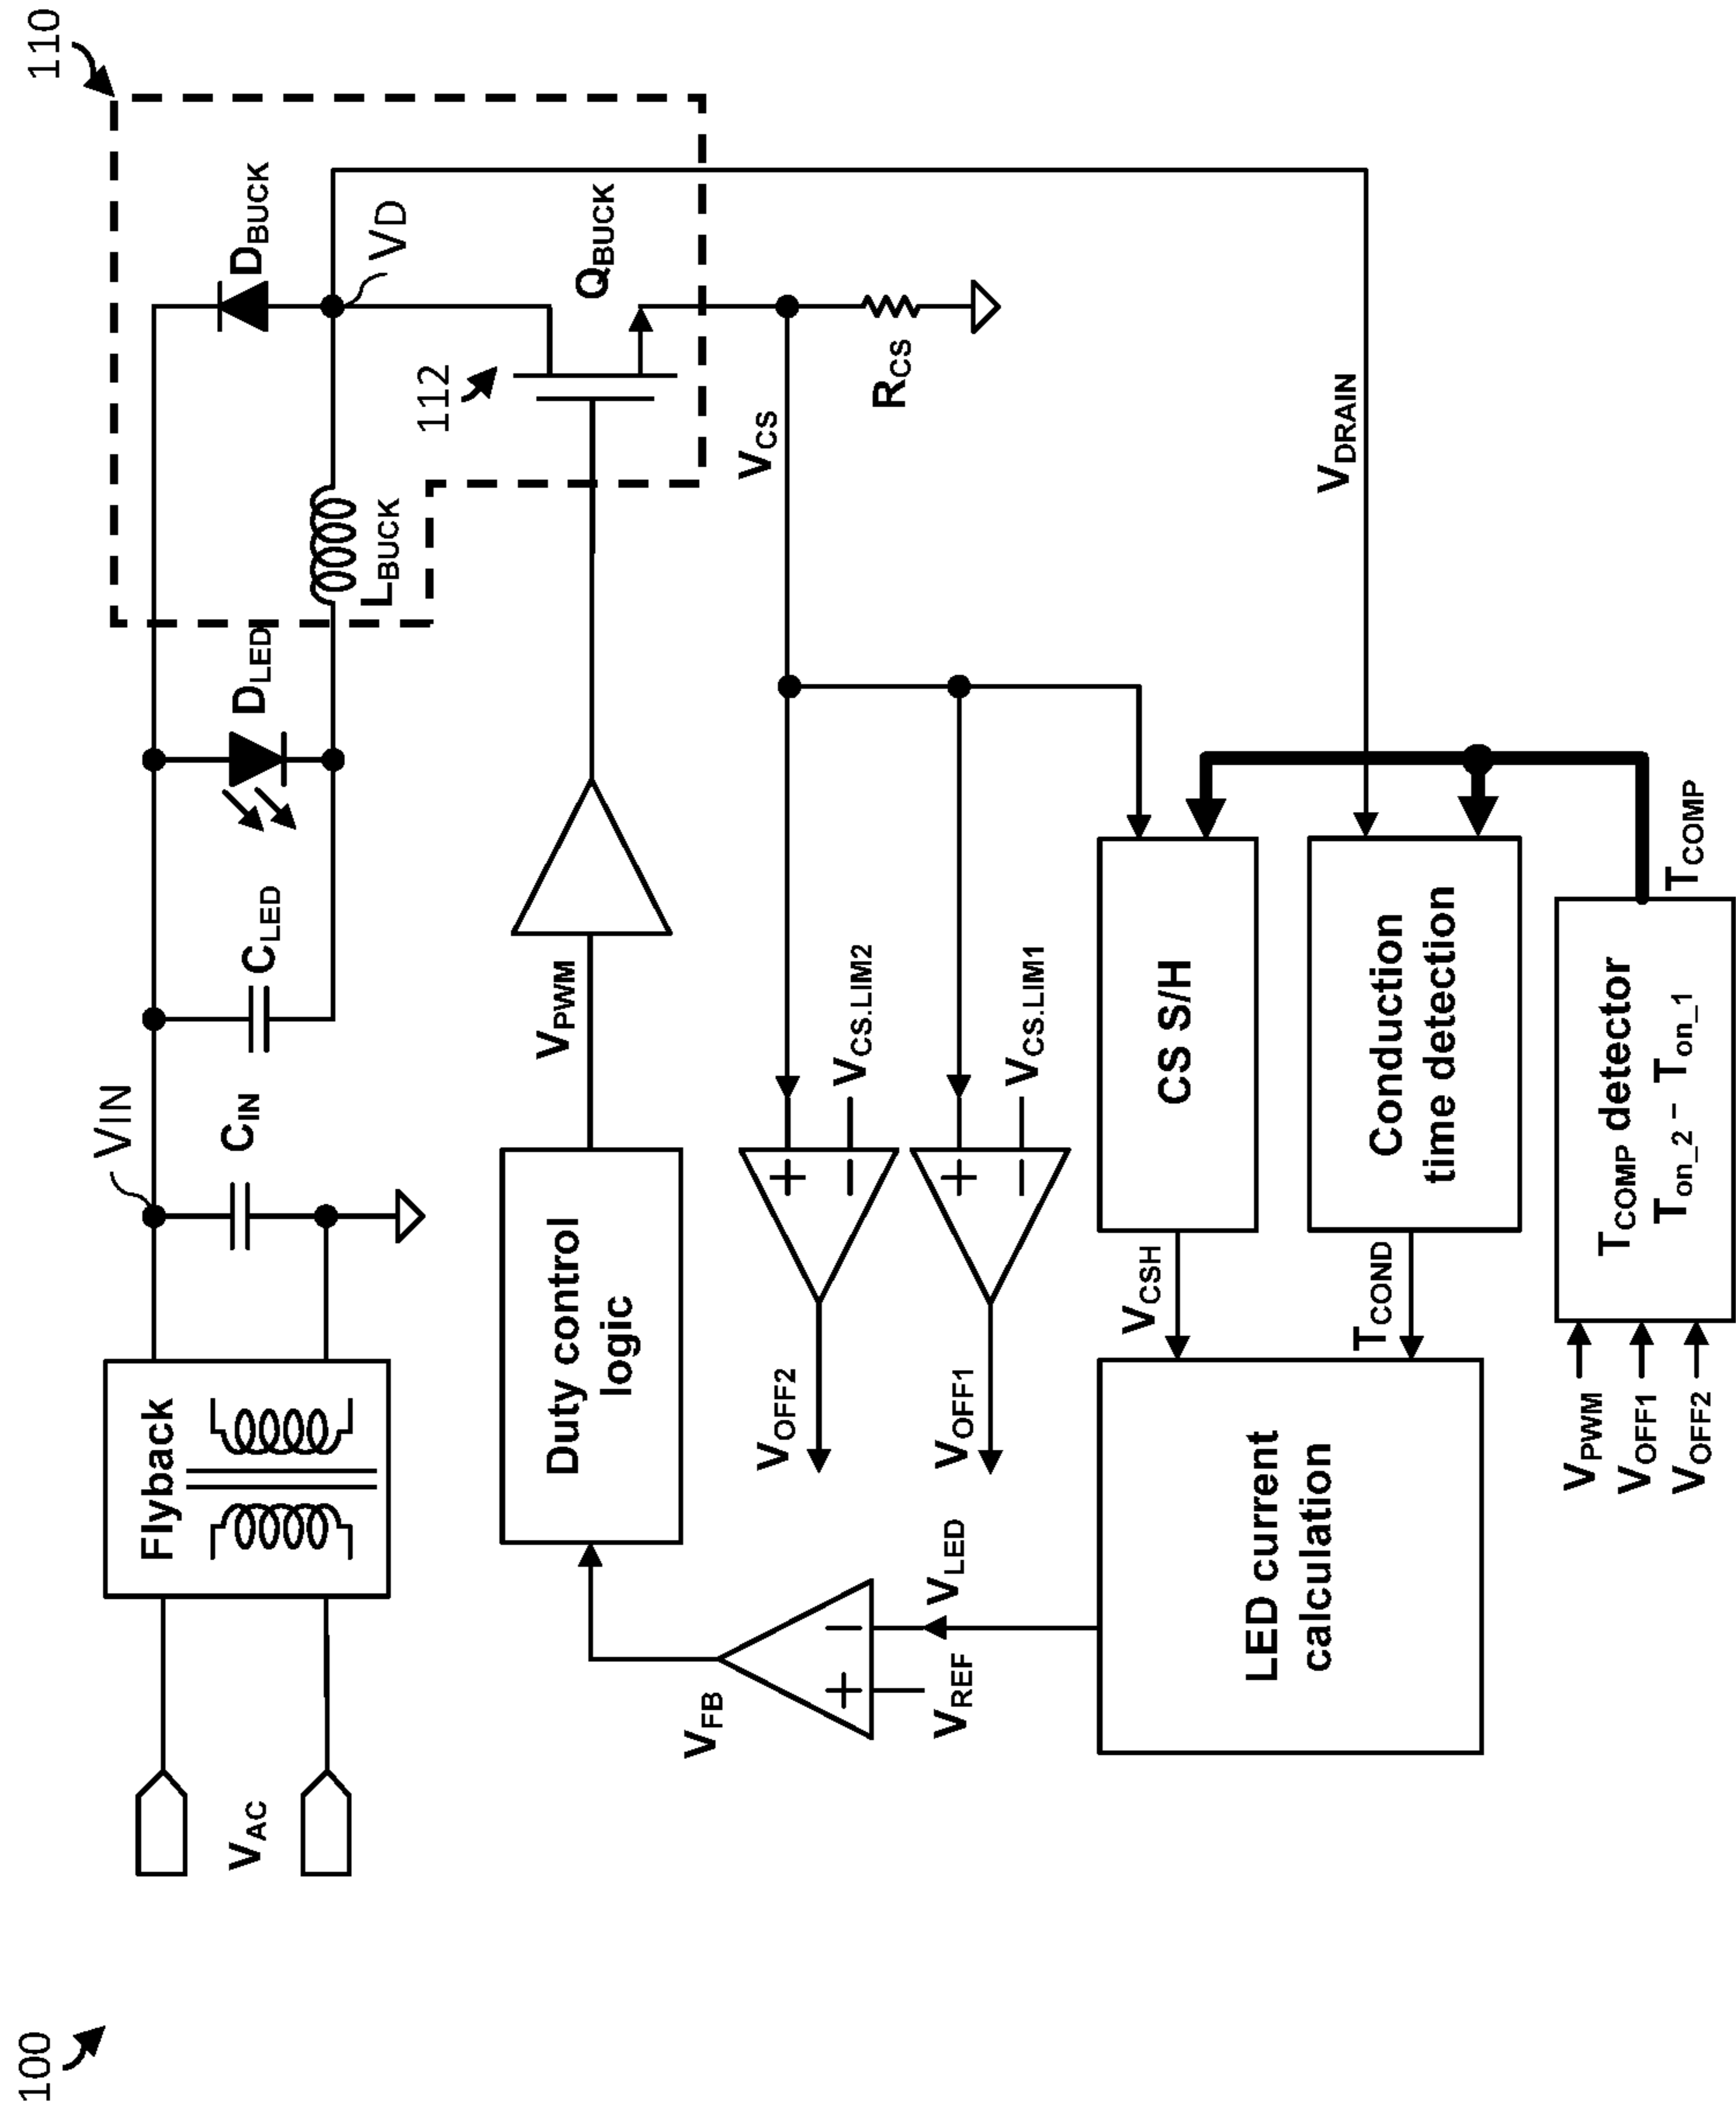 100
110
VIN
VAC
Flyback
CIN
CLED
DLED
LBUCK
DBUCK
VD
112
QBUCK
Duty control
logic
VPWM
VFB
VREF
VLED
VOFF2
VCS.LIM2
VOFF1
VCS.LIM1
VCS
RCS
+
−
+
−
+
−
LED current
calculation
VCSH
CS S/H
TCOND
Conduction
time detection
VDRAIN
VPWM
VOFF1
VOFF2
TCOMP detector
Ton_2 − Ton_1
TCOMP